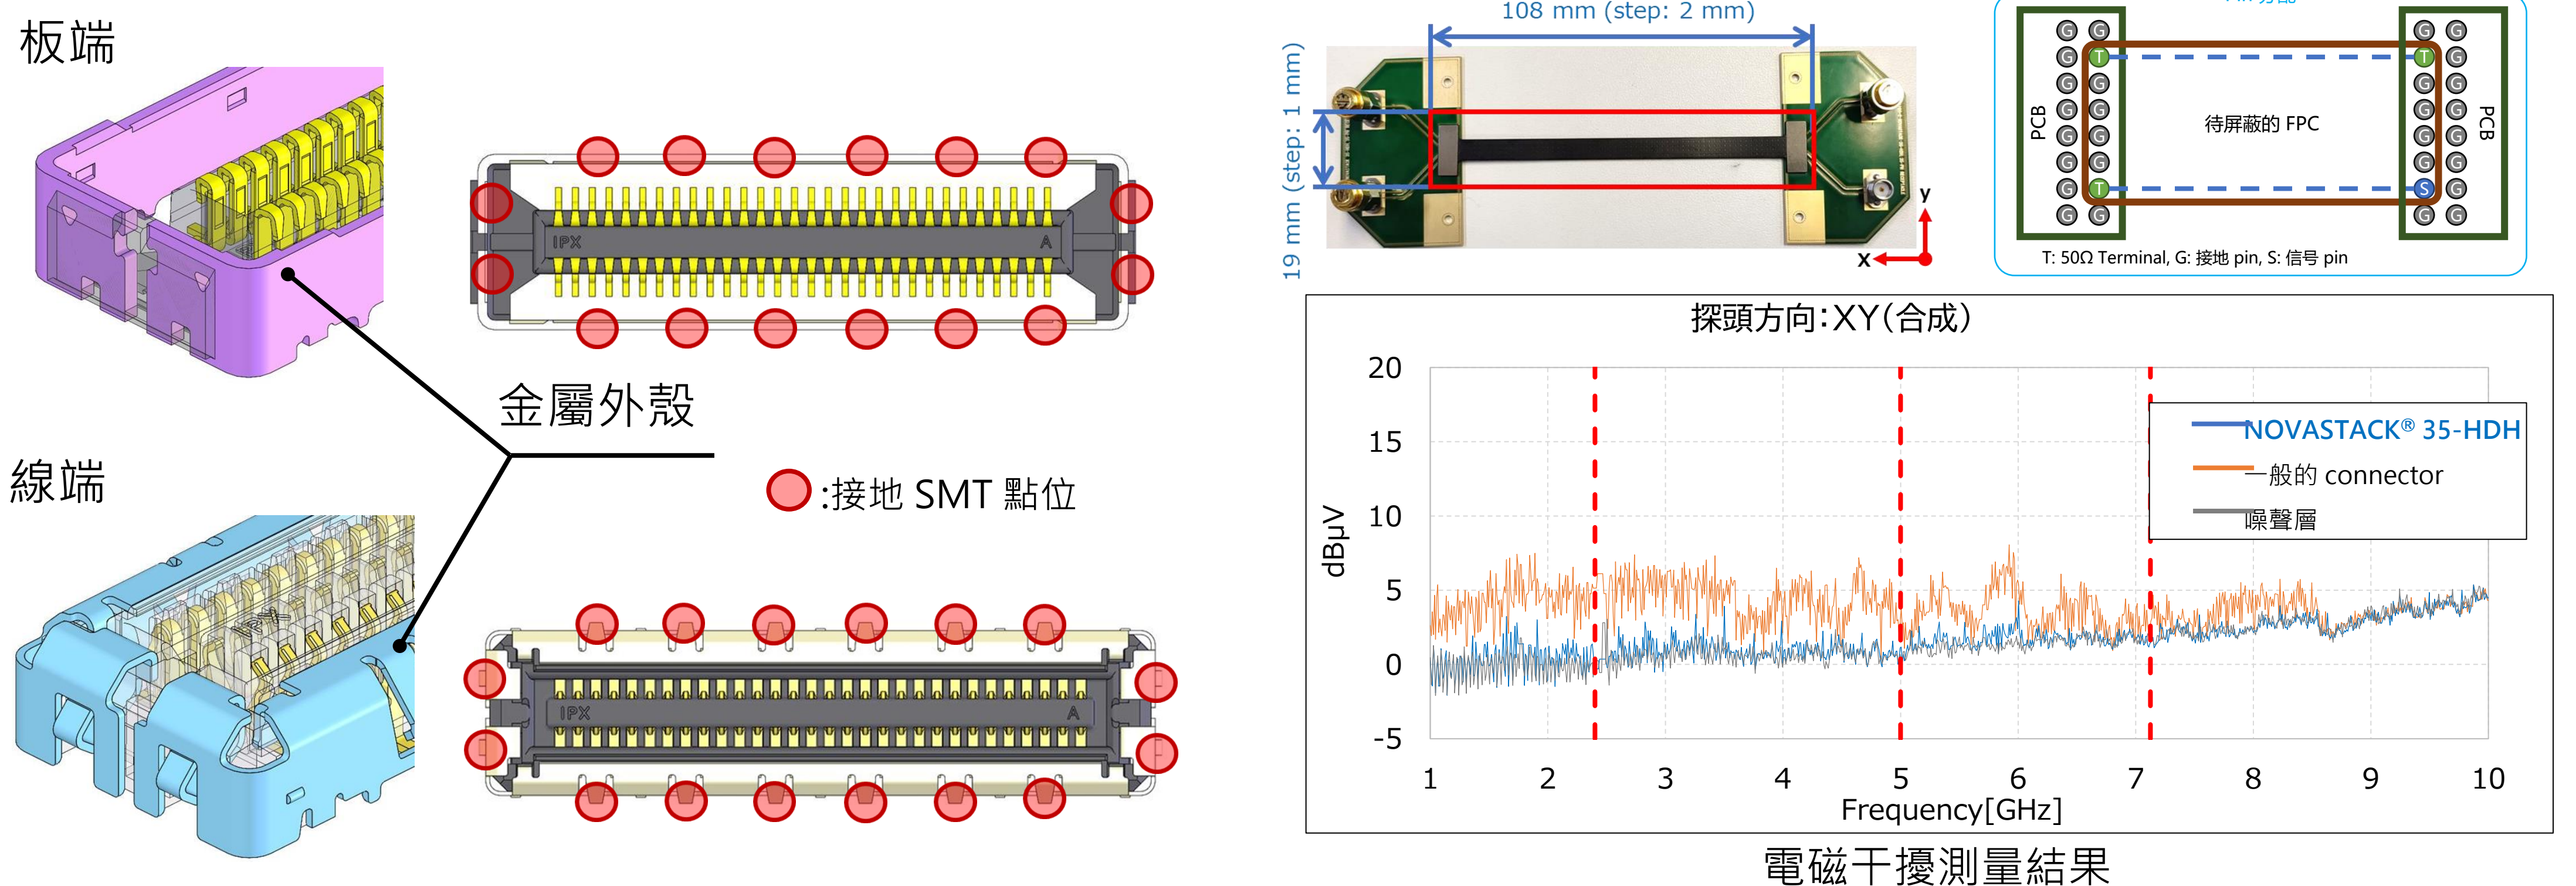 板端
IPX
A
金屬外殼
線端
:接地 SMT 點位
IPX
IPX
A
108 mm (step: 2 mm)
19 mm (step: 1 mm)
y
x
G G G G
G T T G
G G G G
PCB G G 待屏蔽的 FPC G G PCB
G G G G
G G G G
G T S G
G G G G
T: 50Ω Terminal, G: 接地 pin, S: 信号 pin
探頭方向：XY（合成）
20
15
10
5
0
-5
dBµV
NOVASTACK® 35-HDH
一般的 connector
噪聲層
1 2 3 4 5 6 7 8 9 10
Frequency[GHz]
電磁干擾測量結果